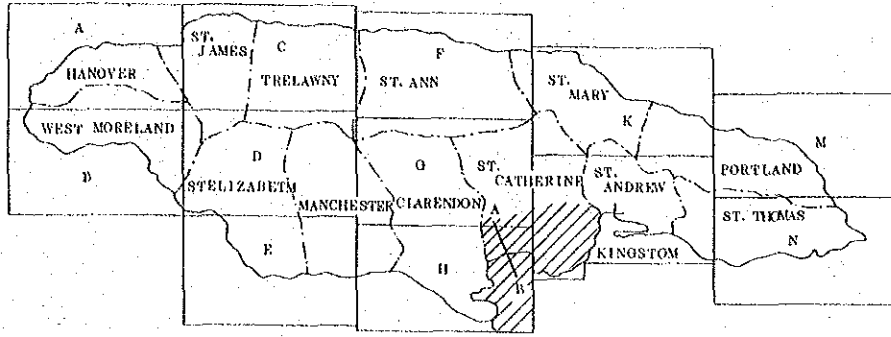 A
HANOVER
WEST MORELAND
B
ST.
JAMES
C
TRELAWNY
D
STELIZABETM
MANCHESTER
E
F
ST. ANN
G
CLARENDON
H
ST.
CATHERINE
A
B
ST.
MARY
K
ST.
ANDREW
KINGSTOM
M
PORTLAND
ST. THOMAS
N